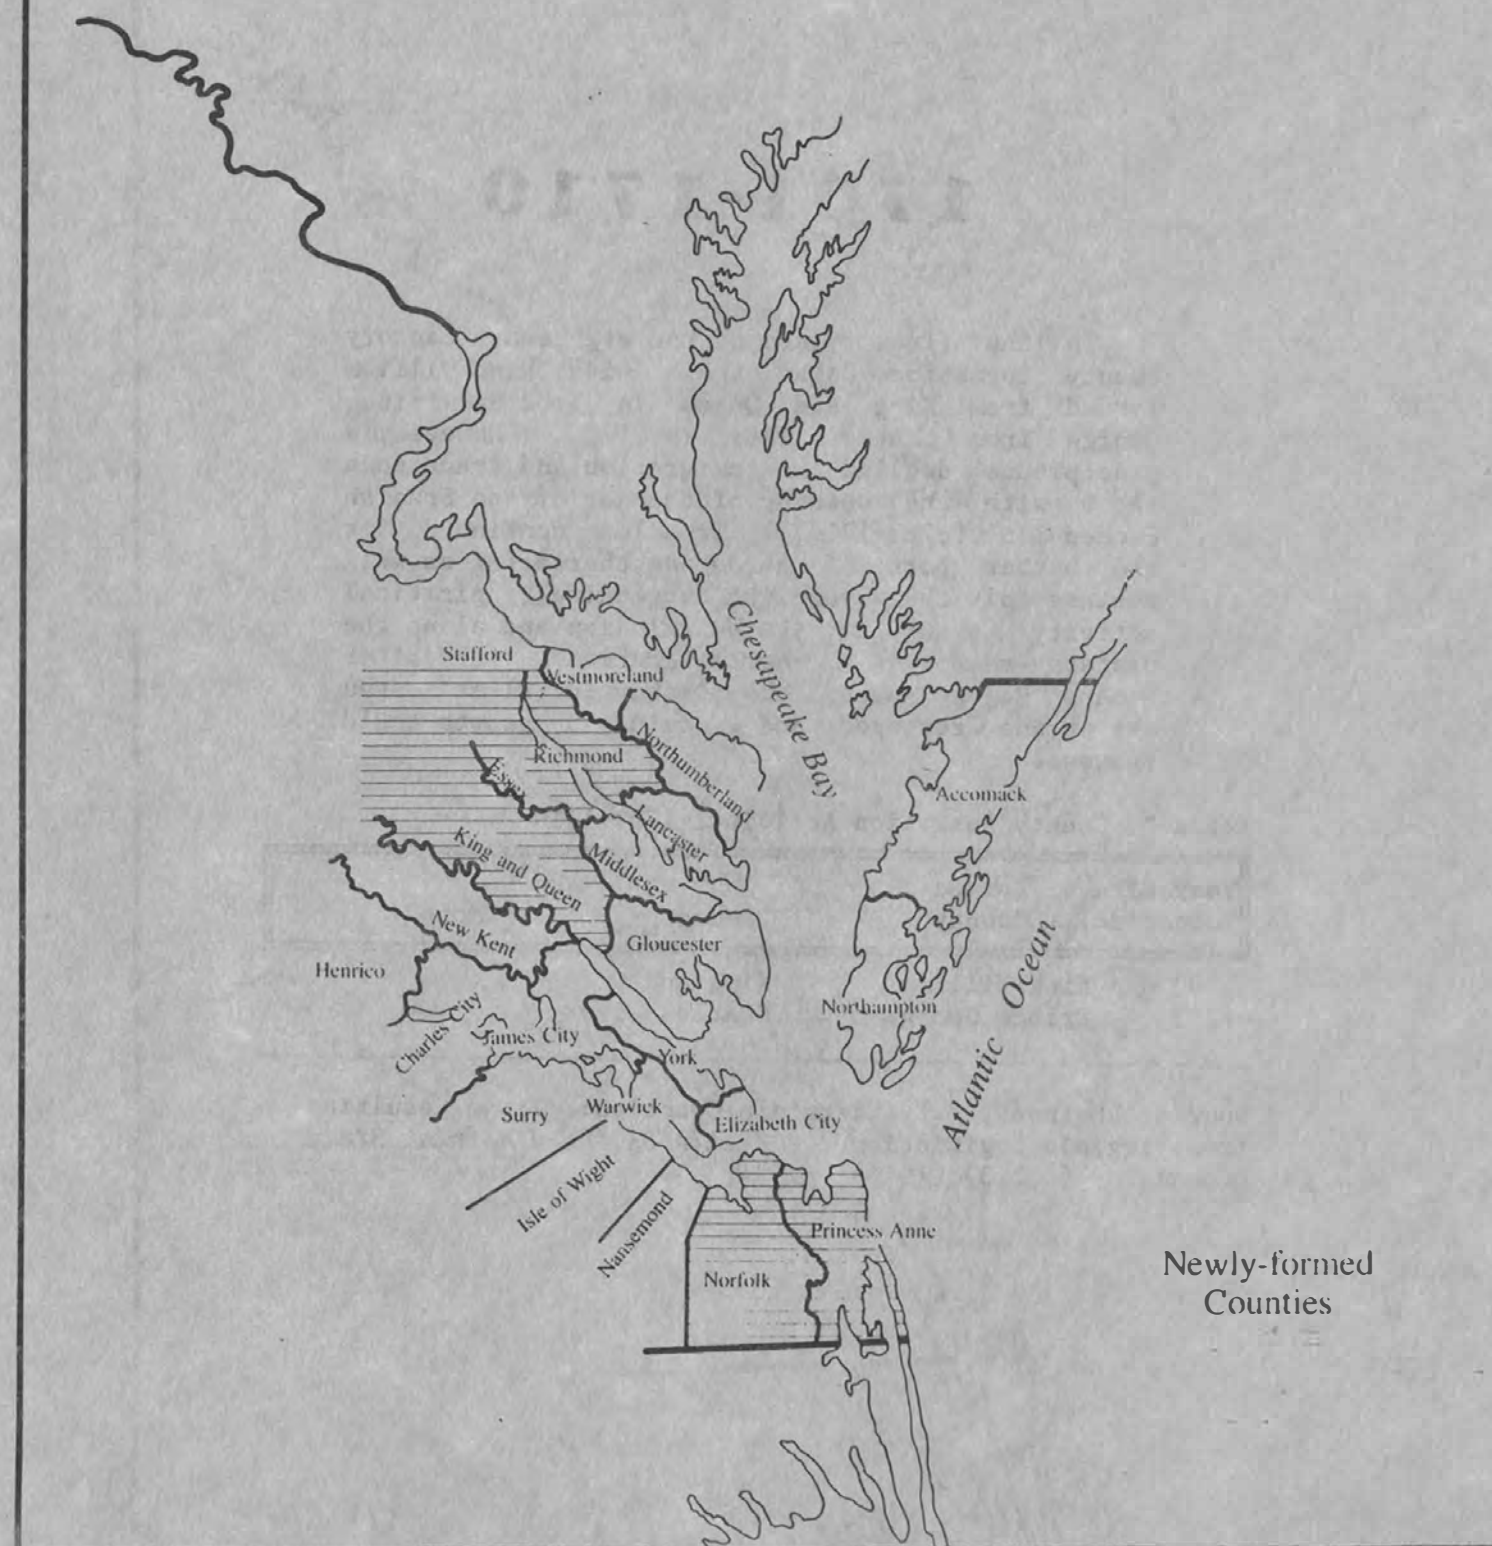 Stafford
Westmoreland
Chesapeake Bay
Richmond
Northumberland
Essex
Accomack
Lancaster
King and Queen
Middlesex
New Kent
Gloucester
Henrico
Northampton
Atlantic Ocean
Charles City
James City
York
Surry
Warwick
Elizabeth City
Isle of Wight
Nansemond
Princess Anne
Norfolk
Newly-formed
Counties